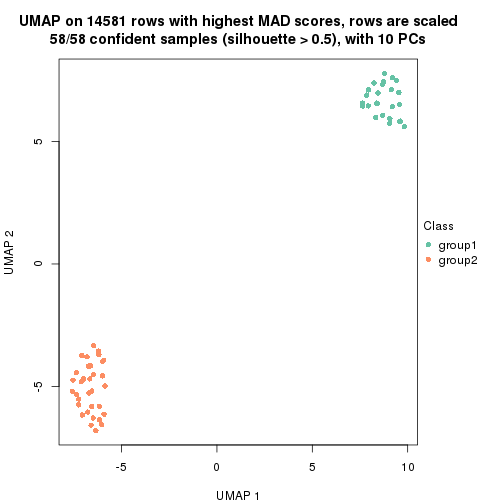 UMAP on 14581 rows with highest MAD scores, rows are scaled
58/58 confident samples (silhouette > 0.5), with 10 PCs
5
0
-5
UMAP 2
-5
0
5
10
UMAP 1
Class
group1
group2